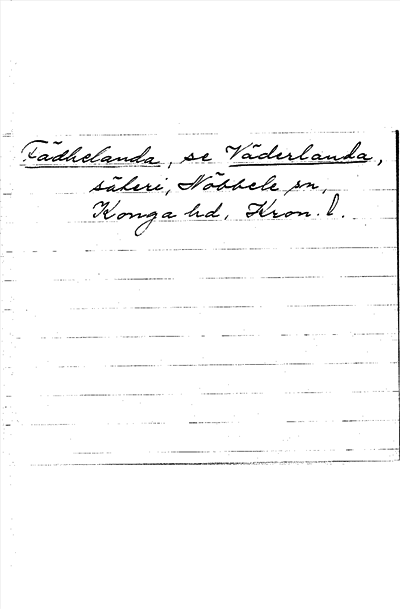 Fädhelanda, se Väderlanda,
säteri, Nöbbele sn,
Konga hd. Kron. l.